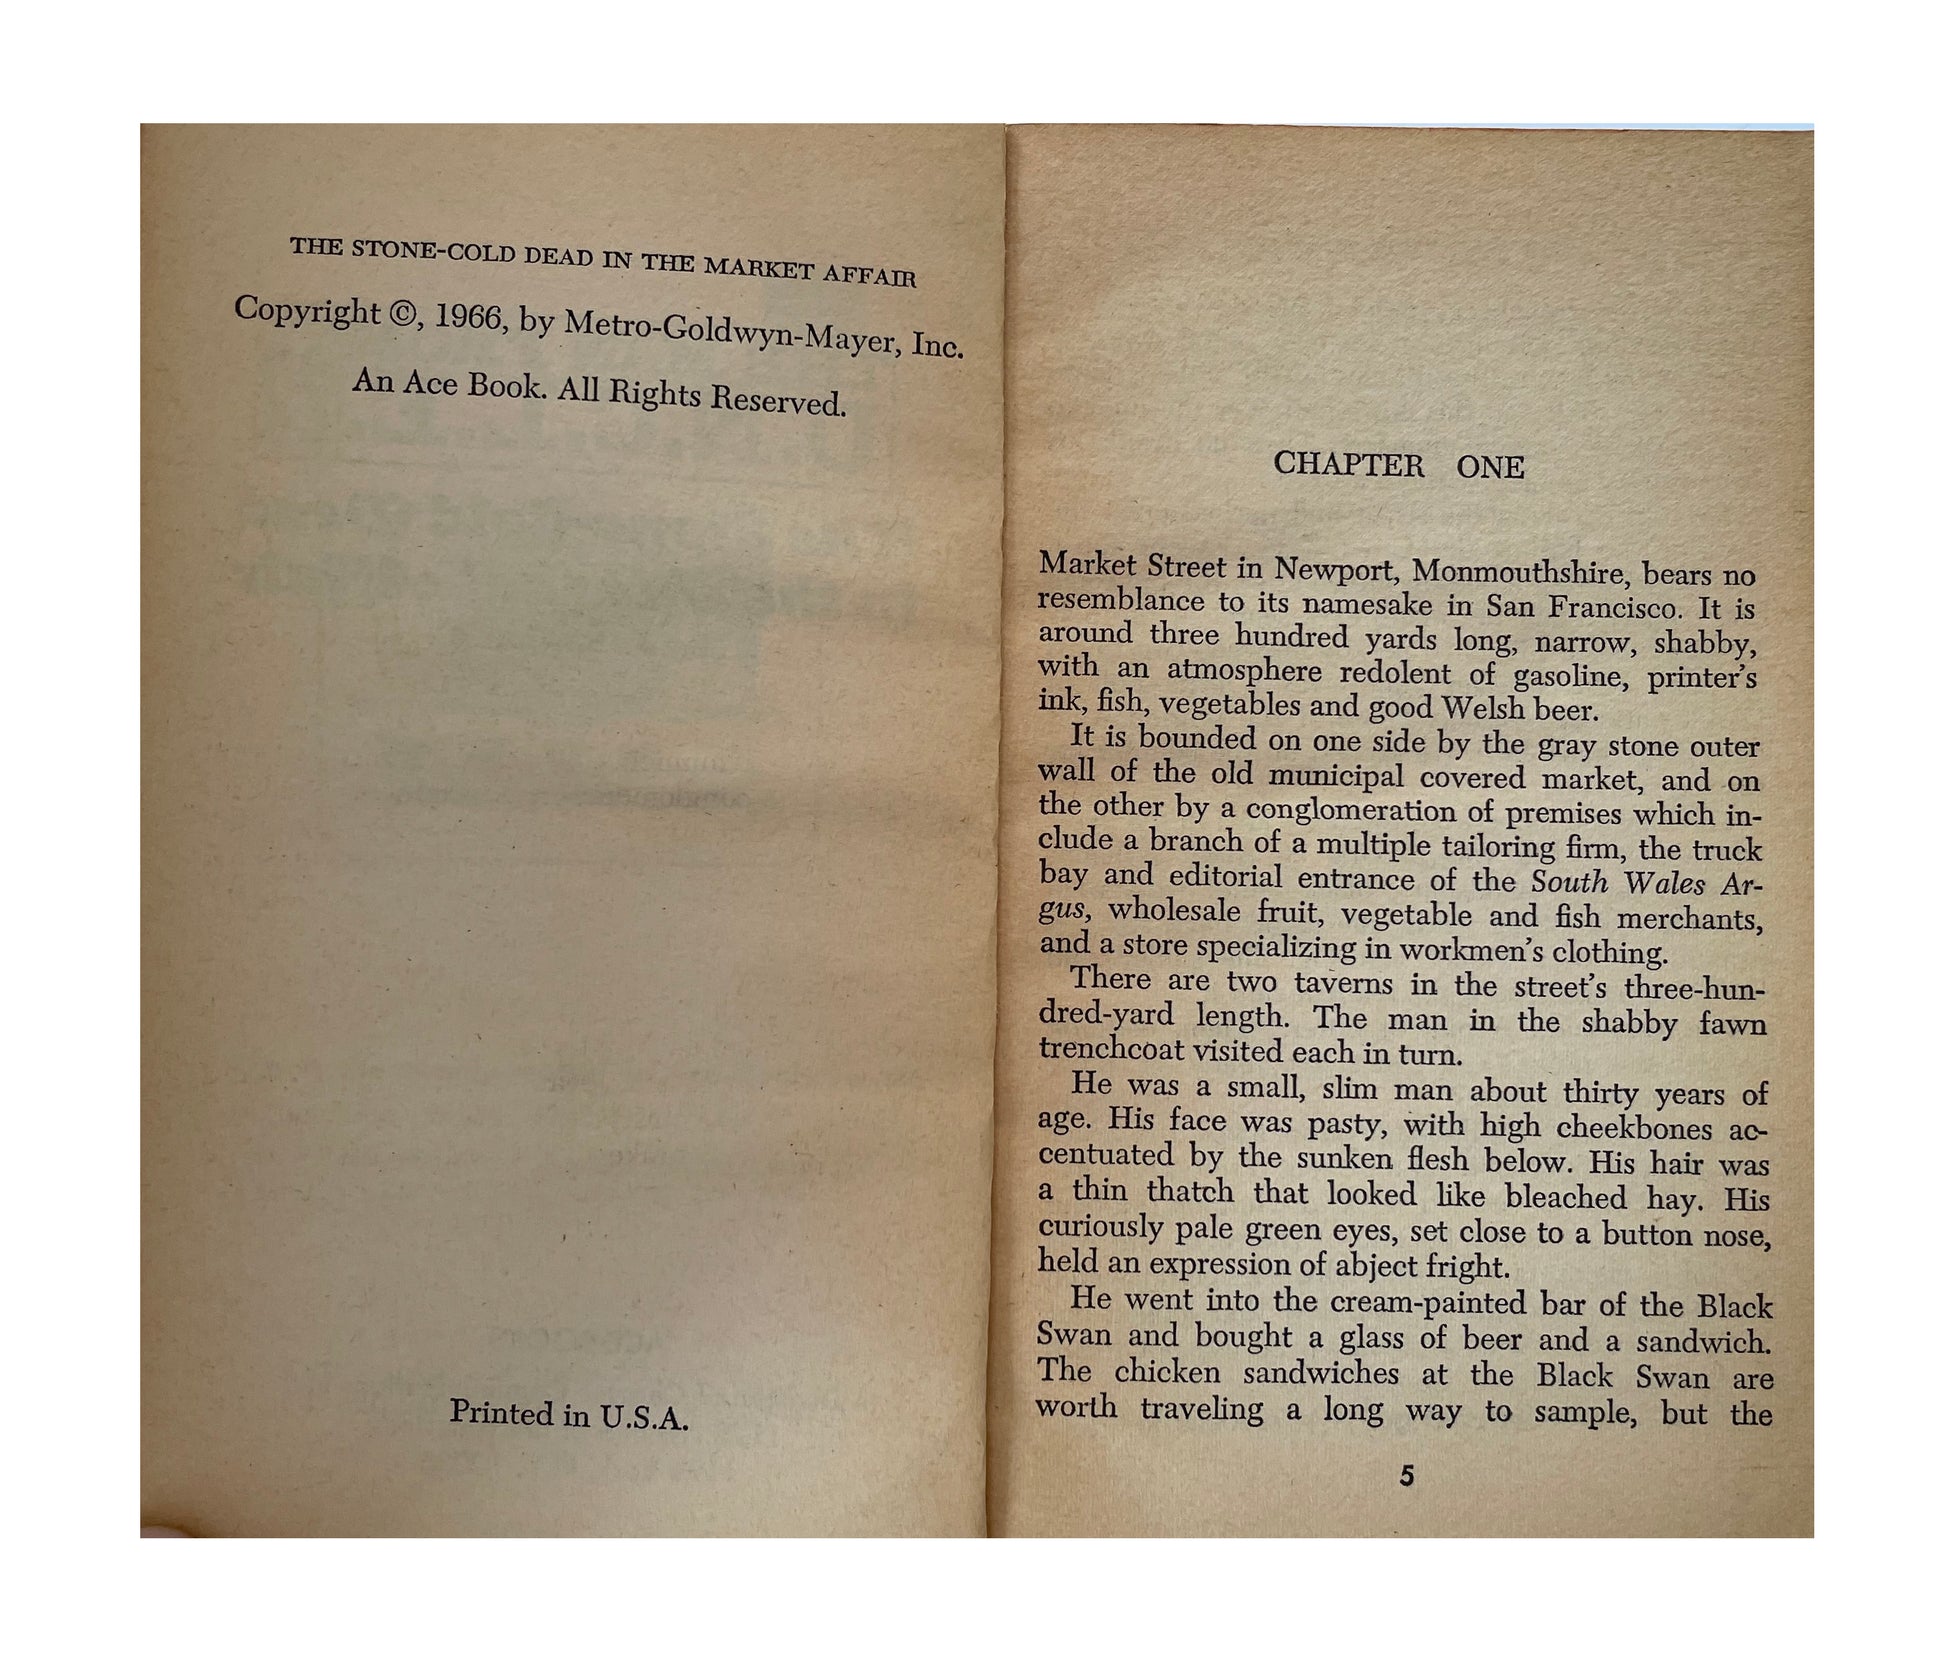 THE STONE-COLD DEAD IN THE MARKET AFFAIR
Copyright ©, 1966, by Metro-Goldwyn-Mayer, Inc.
An Ace Book. All Rights Reserved.
Printed in U.S.A.
CHAPTER ONE
Market Street in Newport, Monmouthshire, bears no
resemblance to its namesake in San Francisco. It is
around three hundred yards long, narrow, shabby,
with an atmosphere redolent of gasoline, printer's
ink, fish, vegetables and good Welsh beer.
It is bounded on one side by the gray stone outer
wall of the old municipal covered market, and on
the other by a conglomeration of premises which in-
clude a branch of a multiple tailoring firm, the truck
bay and editorial entrance of the South Wales Ar-
gus, wholesale fruit, vegetable and fish merchants,
and a store specializing in workmen's clothing.
There are two taverns in the street's three-hun-
dred-yard length. The man in the shabby fawn
trenchcoat visited each in turn.
He was a small, slim man about thirty years of
age. His face was pasty, with high cheekbones ac-
centuated by the sunken flesh below. His hair was
a thin thatch that looked like bleached hay. His
curiously pale green eyes, set close to a button nose,
held an expression of abject fright.
He went into the cream-painted bar of the Black
Swan and bought a glass of beer and a sandwich.
The chicken sandwiches at the Black Swan are
worth traveling a long way to sample, but the
5